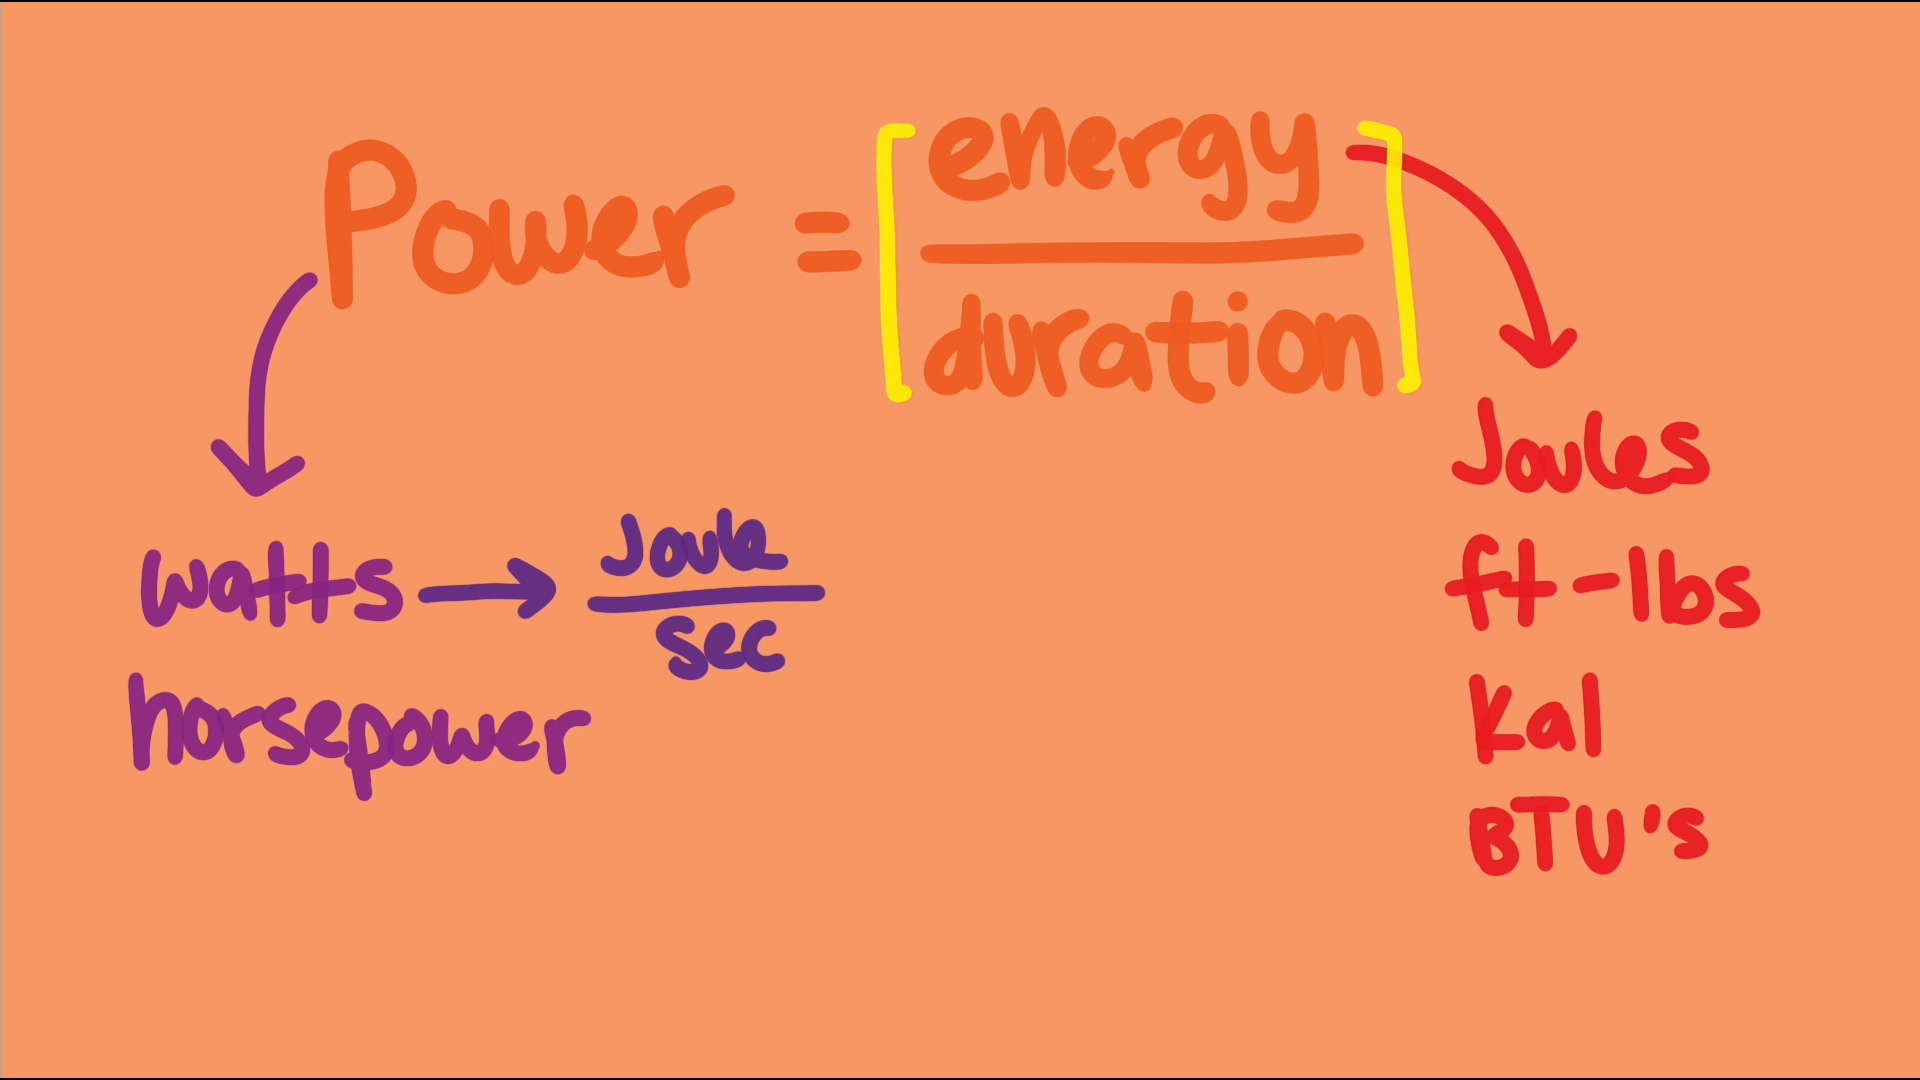 Power = [energy
duration]
watts → Joule
sec
horsepower
Joules
ft-lbs
Kal
BTU's